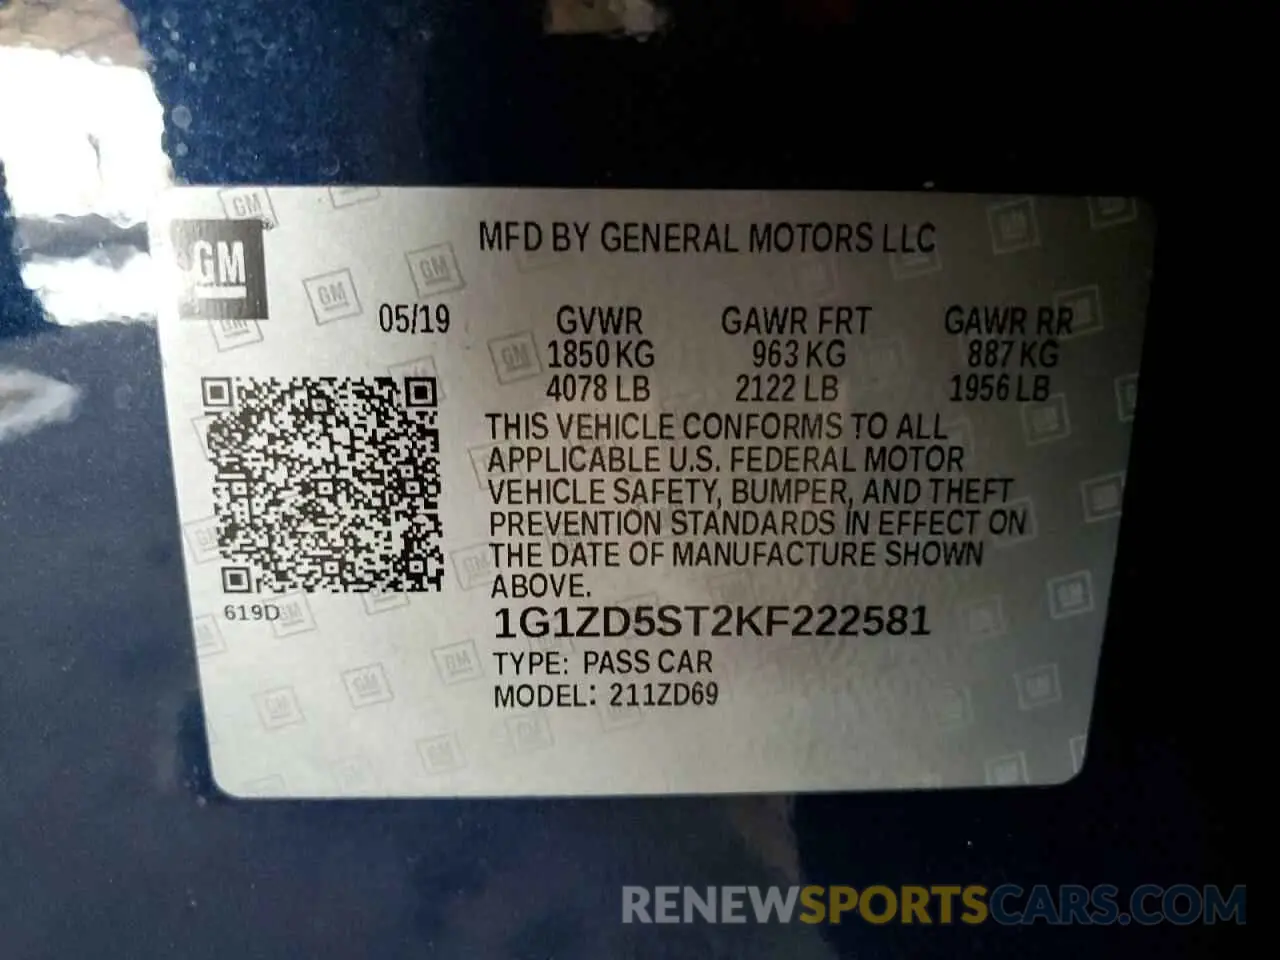 GM
MFD BY GENERAL MOTORS LLC
05/19 GVWR GAWR FRT GAWR RR
1850 KG 963 KG 887 KG
4078 LB 2122 LB 1956 LB
THIS VEHICLE CONFORMS TO ALL
APPLICABLE U.S. FEDERAL MOTOR
VEHICLE SAFETY, BUMPER, AND THEFT
PREVENTION STANDARDS IN EFFECT ON
THE DATE OF MANUFACTURE SHOWN
ABOVE.
619D
1G1ZD5ST2KF222581
TYPE: PASS CAR
MODEL: 211ZD69
RENEWSPORTSCARS.COM